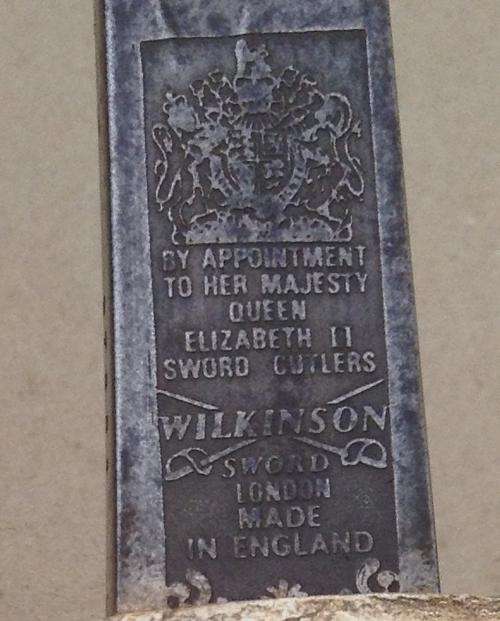 BY APPOINTMENT
TO HER MAJESTY
QUEEN
ELIZABETH II
SWORD CUTLERS
WILKINSON
SWORD
LONDON
MADE
IN ENGLAND